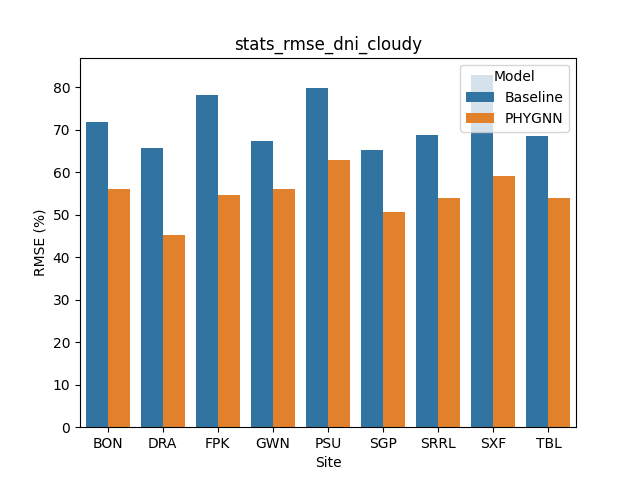 stats_rmse_dni_cloudy
Model
Baseline
PHYGNN
RMSE (%)
80
70
60
50
40
30
20
10
0
BON DRA FPK GWN PSU SGP SRRL SXF TBL
Site